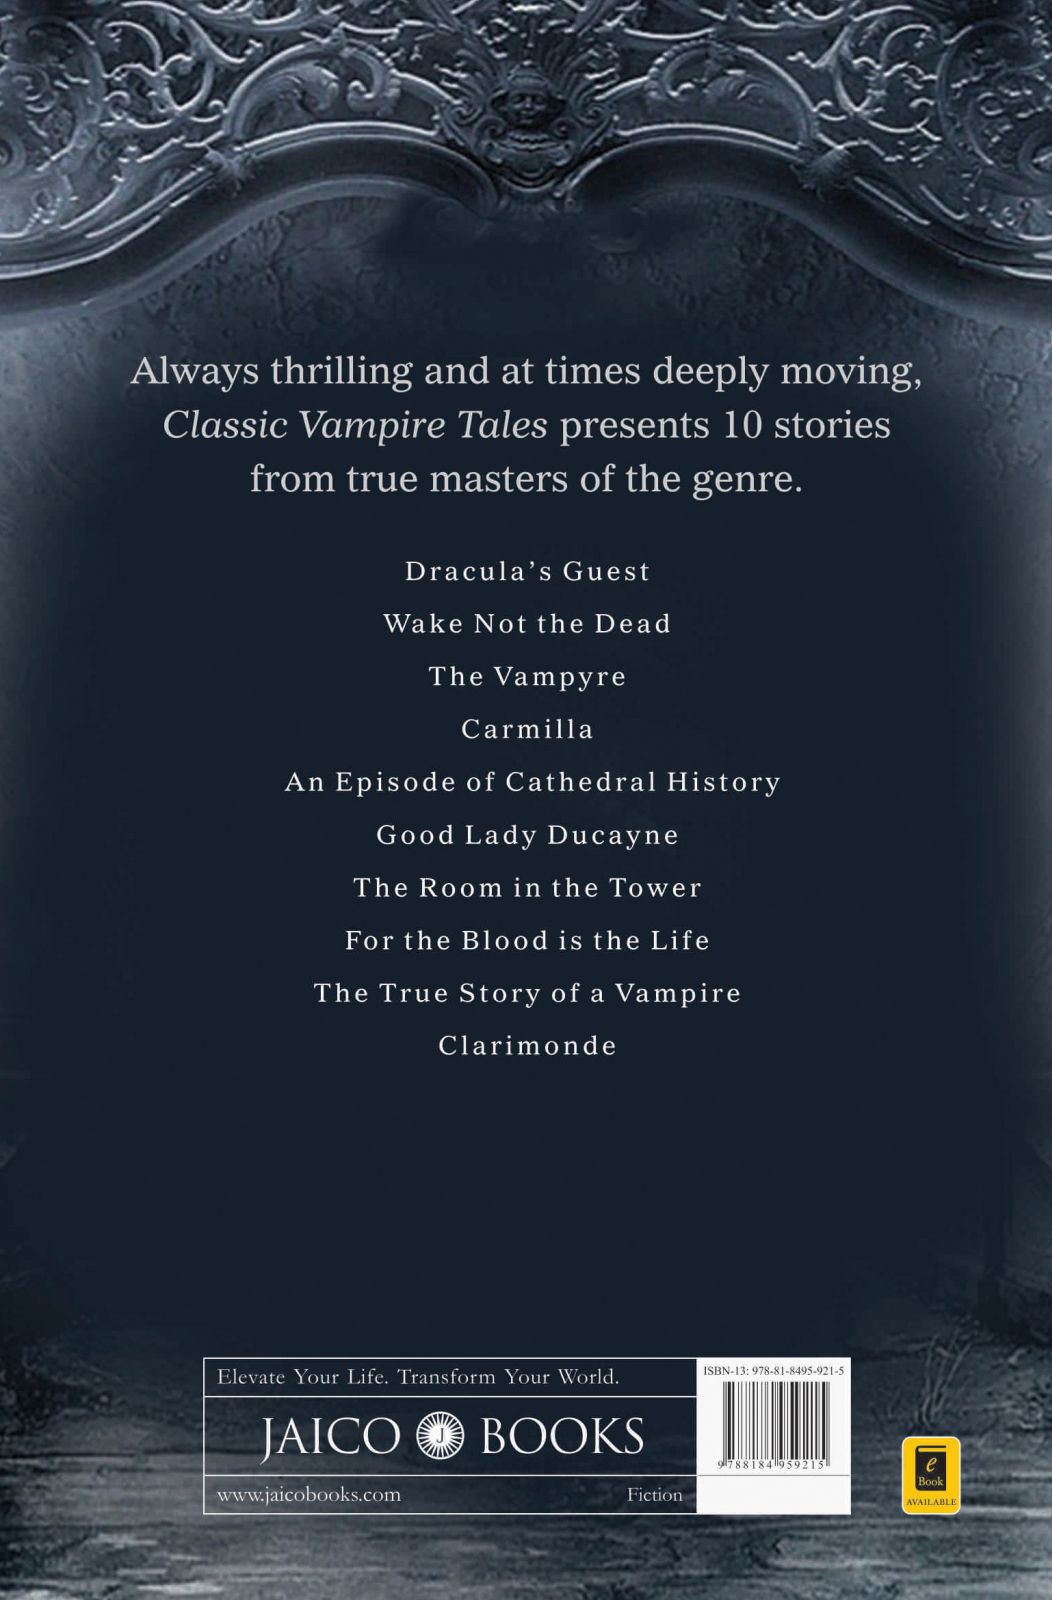 Always thrilling and at times deeply moving,
Classic Vampire Tales presents 10 stories
from true masters of the genre.
Dracula’s Guest
Wake Not the Dead
The Vampyre
Carmilla
An Episode of Cathedral History
Good Lady Ducayne
The Room in the Tower
For the Blood is the Life
The True Story of a Vampire
Clarimonde
Elevate Your Life. Transform Your World.
JAICO J BOOKS
www.jaicobooks.com
Fiction
ISBN-13: 978-81-8495-921-5
9 788184 959215
e
Book
AVAILABLE